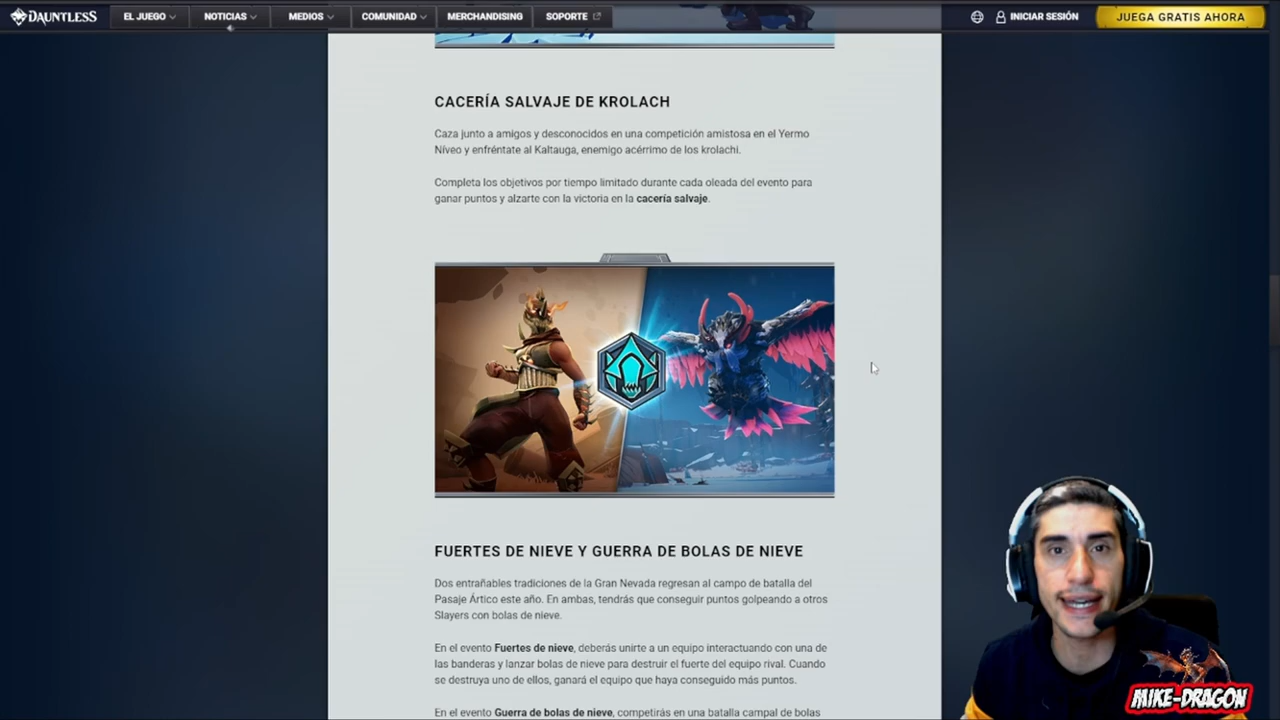 DAUNTLESS
EL JUEGO
NOTICIAS
MEDIOS
COMUNIDAD
MERCHANDISING
SOPORTE
INICIAR SESIÓN
JUEGA GRATIS AHORA
CACERÍA SALVAJE DE KROLACH
Caza junto a amigos y desconocidos en una competición amistosa en el Yermo
Níveo y enfréntate al Kaltauga, enemigo acérrimo de los krolachi.
Completa los objetivos por tiempo limitado durante cada oleada del evento para
ganar puntos y alzarte con la victoria en la cacería salvaje.
FUERTES DE NIEVE Y GUERRA DE BOLAS DE NIEVE
Dos entrañables tradiciones de la Gran Nevada regresan al campo de batalla del
Pasaje Ártico este año. En ambas, tendrás que conseguir puntos golpeando a otros
Slayers con bolas de nieve.
En el evento Fuertes de nieve, deberás unirte a un equipo interactuando con una de
las banderas y lanzar bolas de nieve para destruir el fuerte del equipo rival. Cuando
se destruya uno de ellos, ganará el equipo que haya conseguido más puntos.
En el evento Guerra de bolas de nieve, competirás en una batalla campal de bolas
MIKE-DRAGON